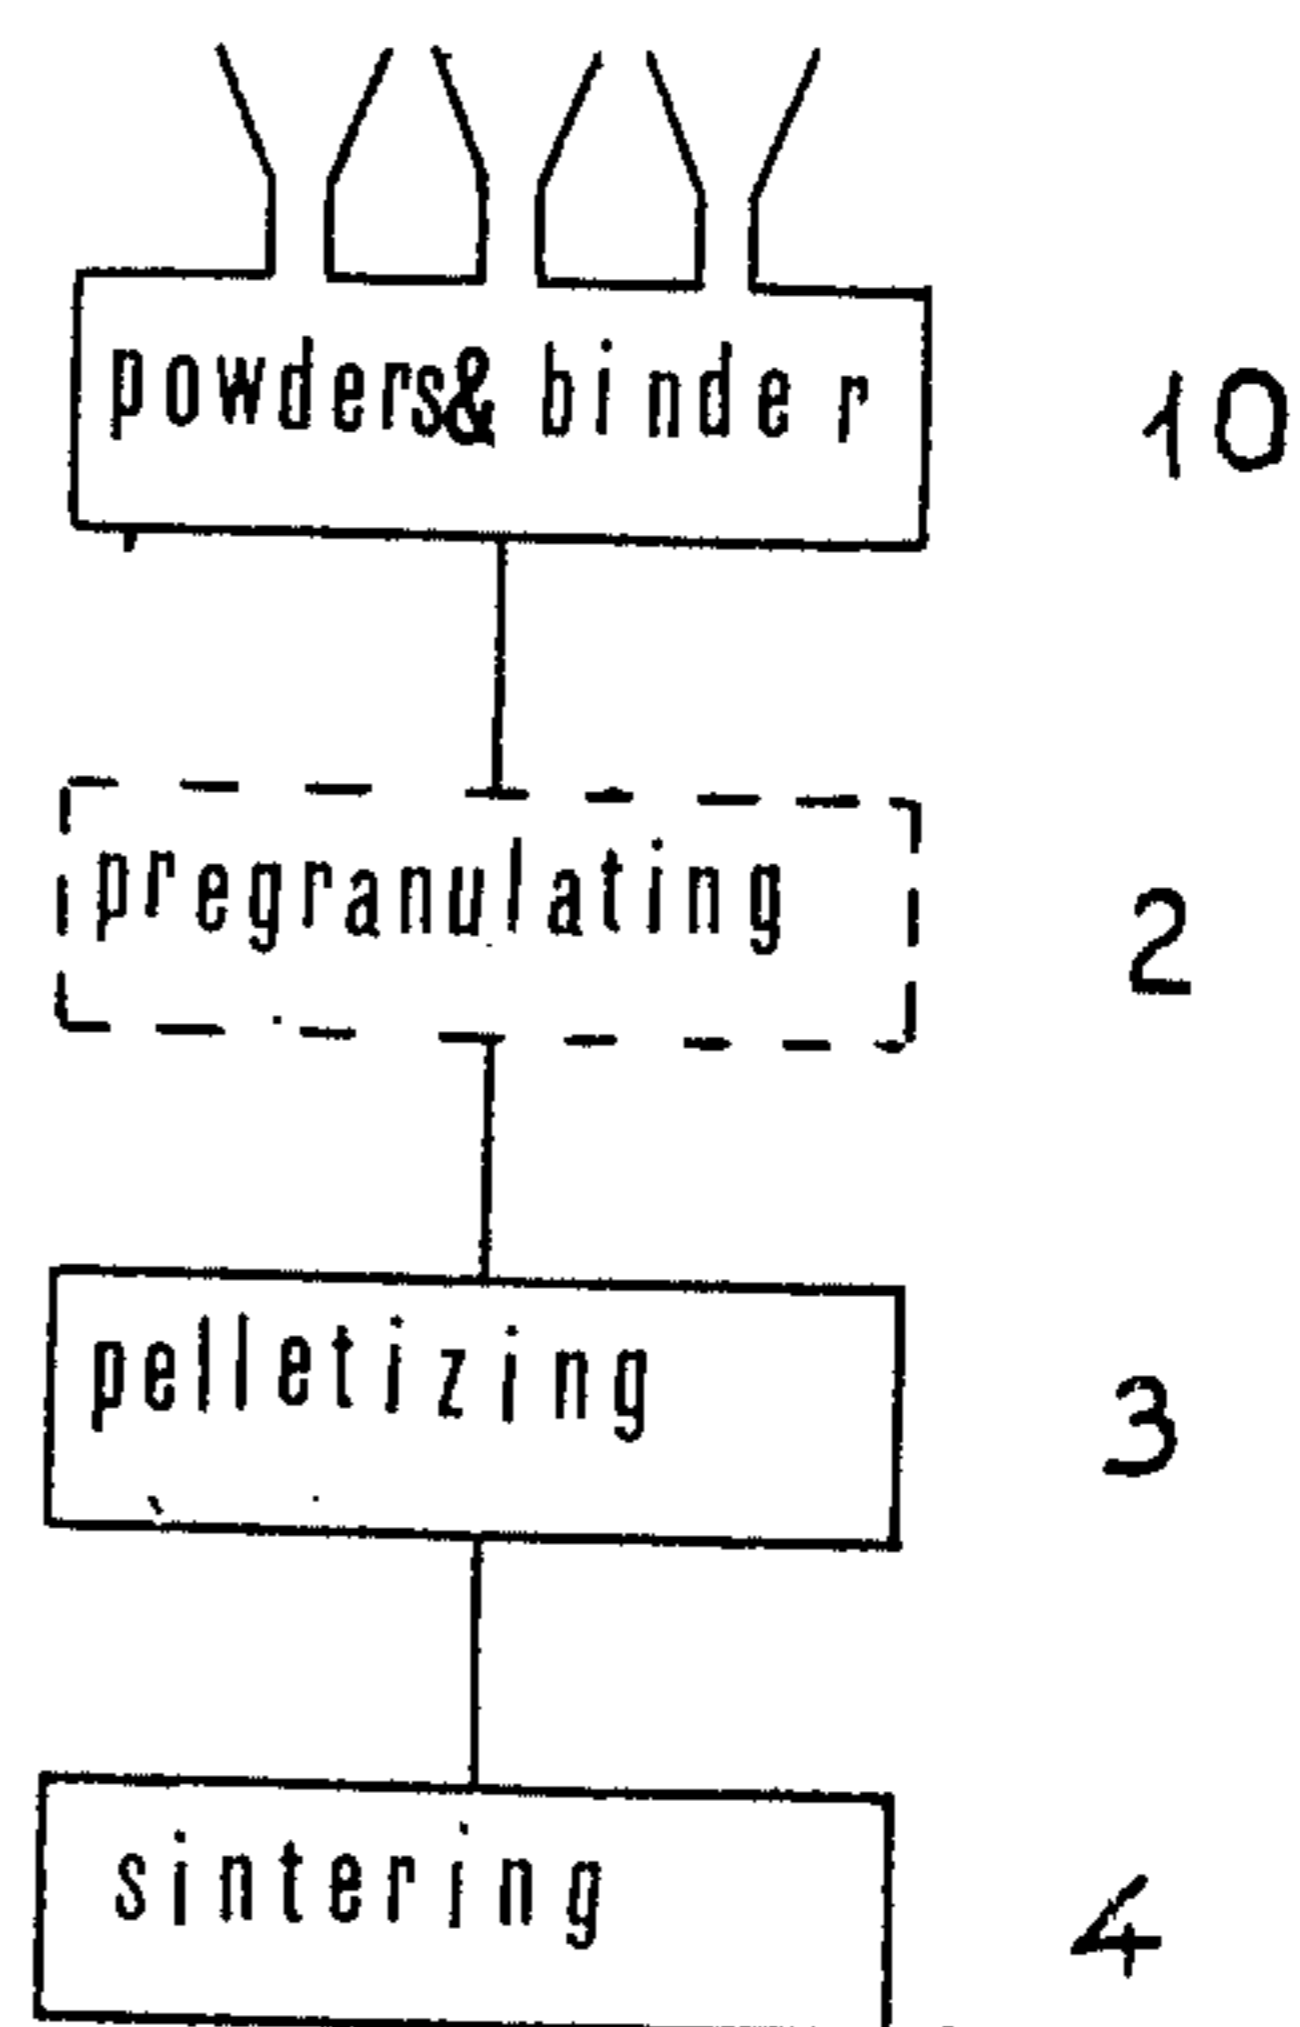 powders& binder
10
pregranulating
2
pelletizing
3
sintering
4